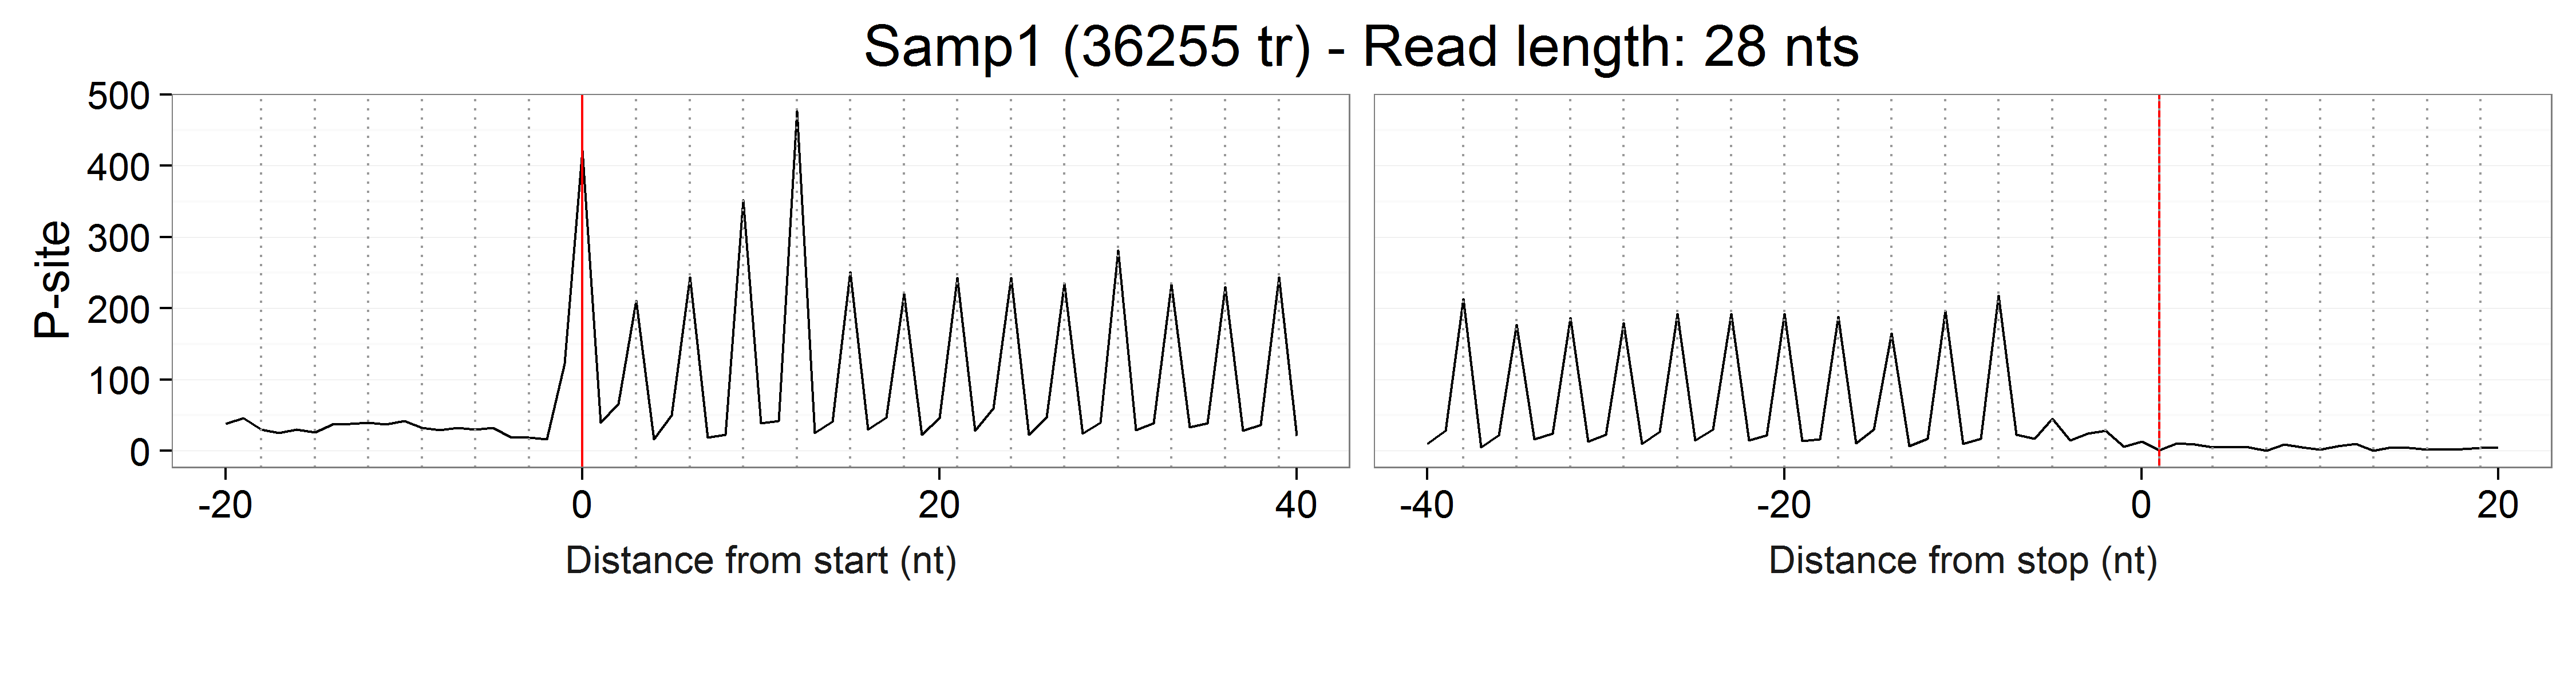 Samp1 (36255 tr) - Read length: 28 nts
P-site
500
400
300
200
100
0
-20 0 20 40
-40 -20 0 20
Distance from start (nt)
Distance from stop (nt)